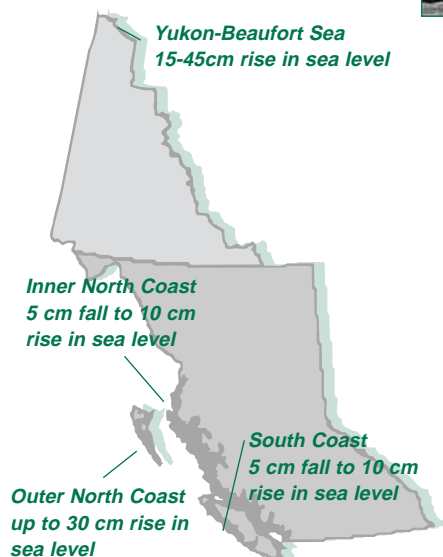 Yukon-Beaufort Sea
15-45cm rise in sea level
Inner North Coast
5 cm fall to 10 cm
rise in sea level
South Coast
5 cm fall to 10 cm
rise in sea level
Outer North Coast
up to 30 cm rise in
sea level